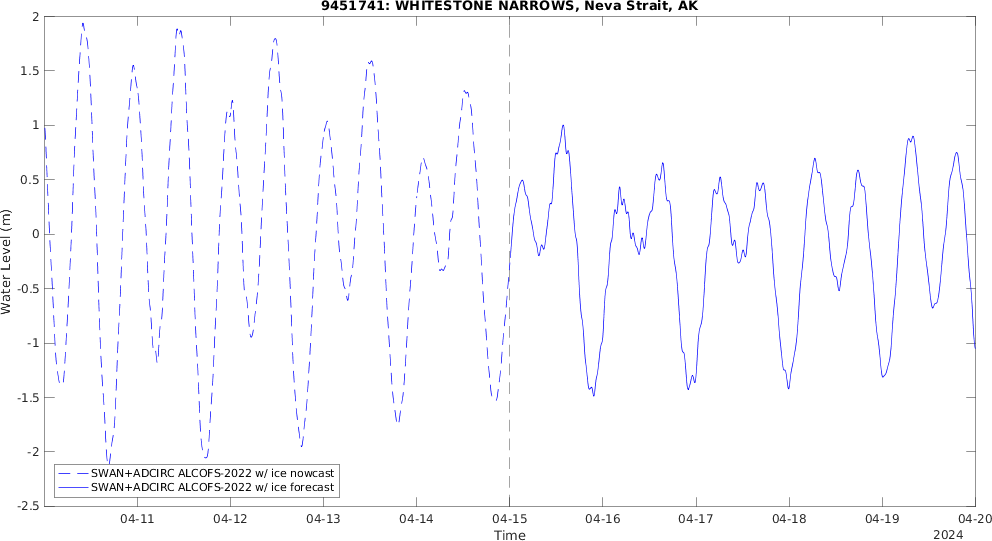 9451741: WHITESTONE NARROWS, Neva Strait, AK
2
1.5
1
0.5
0
-0.5
-1
-1.5
-2
-2.5
Water Level (m)
SWAN+ADCIRC ALCOFS-2022 w/ ice nowcast
SWAN+ADCIRC ALCOFS-2022 w/ ice forecast
04-11 04-12 04-13 04-14 04-15 04-16 04-17 04-18 04-19 04-20
Time
2024